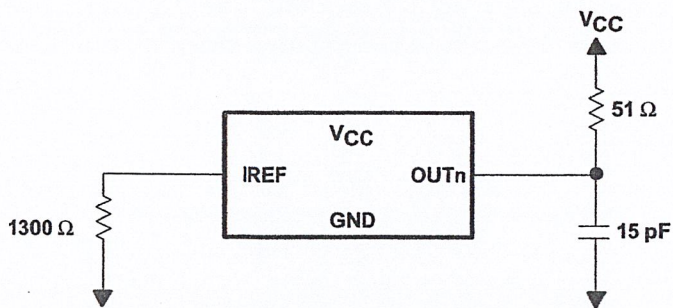 VCC
51 Ω
VCC
IREF
OUTn
1300 Ω
GND
15 pF